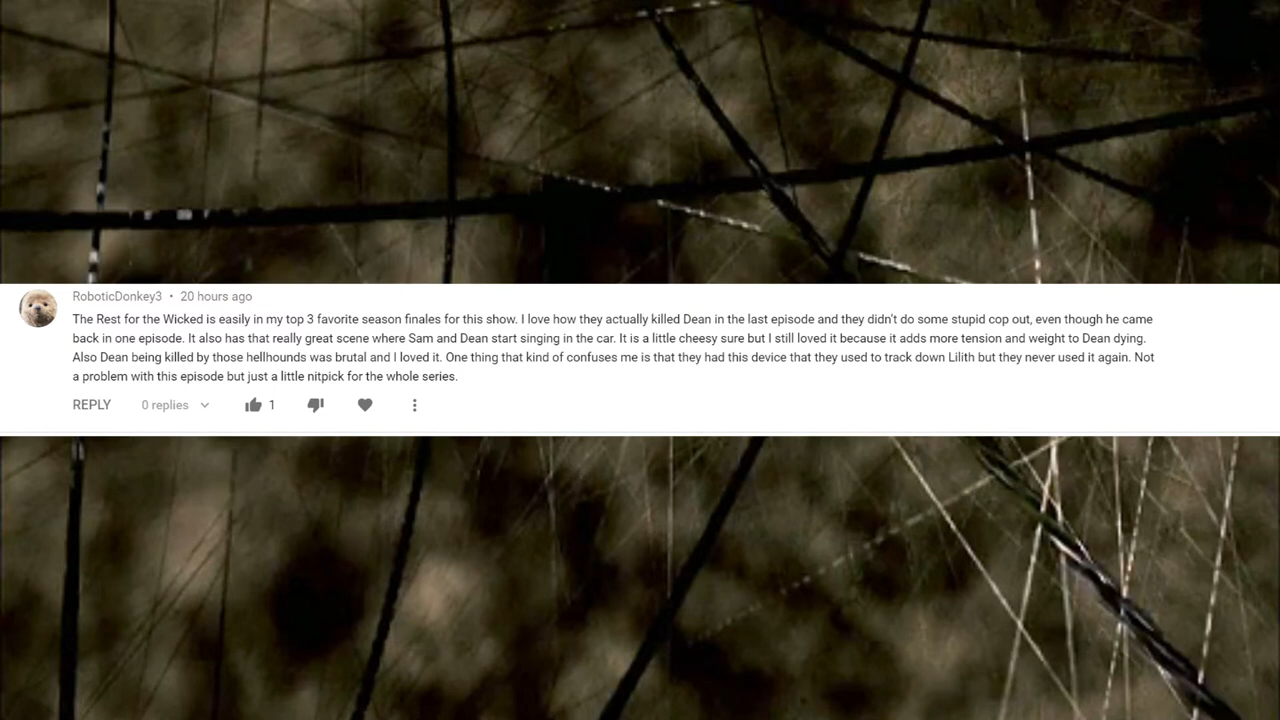 RoboticDonkey3 • 20 hours ago
The Rest for the Wicked is easily in my top 3 favorite season finales for this show. I love how they actually killed Dean in the last episode and they didn't do some stupid cop out, even though he came
back in one episode. It also has that really great scene where Sam and Dean start singing in the car. It is a little cheesy sure but I still loved it because it adds more tension and weight to Dean dying.
Also Dean being killed by those hellhounds was brutal and I loved it. One thing that kind of confuses me is that they had this device that they used to track down Lilith but they never used it again. Not
a problem with this episode but just a little nitpick for the whole series.
REPLY 0 replies 1